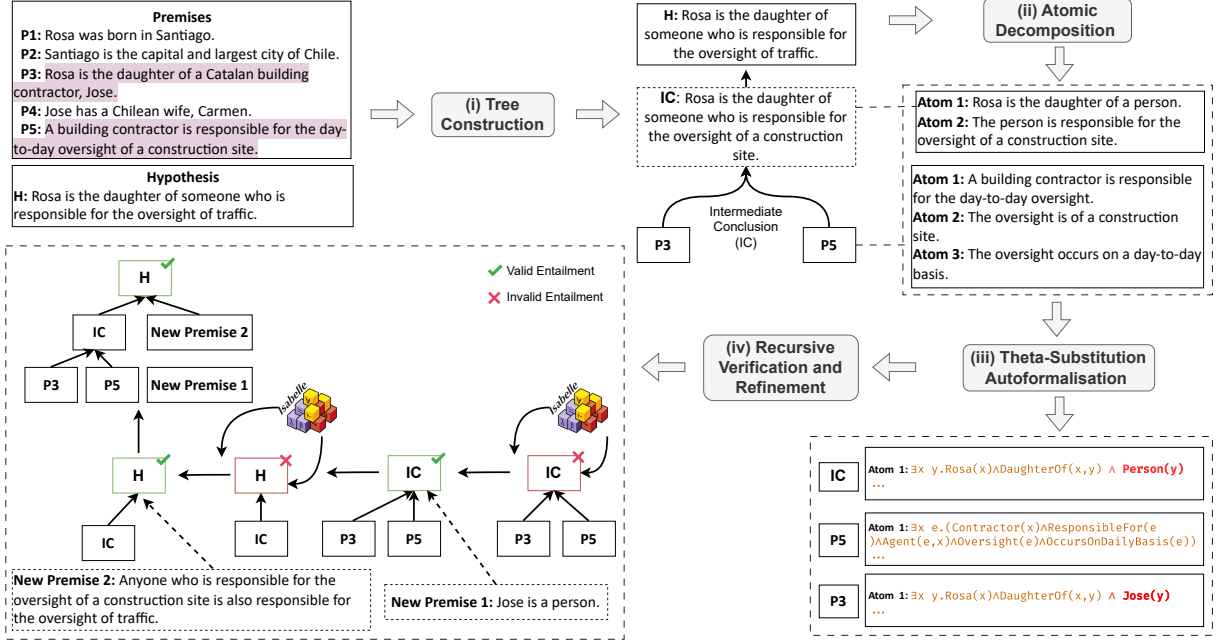 Premises
P1: Rosa was born in Santiago.
P2: Santiago is the capital and largest city of Chile.
P3: Rosa is the daughter of a Catalan building
contractor, Jose.
P4: Jose has a Chilean wife, Carmen.
P5: A building contractor is responsible for the day-
to-day oversight of a construction site.
Hypothesis
H: Rosa is the daughter of someone who is
responsible for the oversight of traffic.
(i) Tree
Construction
H: Rosa is the daughter of
someone who is responsible for
the oversight of traffic.
IC: Rosa is the daughter of
someone who is responsible for
the oversight of a construction
site.
Intermediate
Conclusion
(IC)
P3
P5
(ii) Atomic
Decomposition
Atom 1: Rosa is the daughter of a person.
Atom 2: The person is responsible for the
oversight of a construction site.
Atom 1: A building contractor is responsible
for the day-to-day oversight.
Atom 2: The oversight is of a construction
site.
Atom 3: The oversight occurs on a day-to-day
basis.
(iii) Theta-Substitution
Autoformalisation
(iv) Recursive
Verification and
Refinement
IC
Atom 1: ∃x y.Rosa(x)∧DaughterOf(x,y) ∧ Person(y)
...
P5
Atom 1: ∃x e.(Contractor(x)∧ResponsibleFor(e
)∧Agent(e,x)∧Oversight(e)∧OccursOnDailyBasis(e))
...
P3
Atom 1: ∃x y.Rosa(x)∧DaughterOf(x,y) ∧ Jose(y)
...
Valid Entailment
Invalid Entailment
H
IC
New Premise 2
P3
P5
New Premise 1
Isabelle
Isabelle
H
H
IC
IC
IC
IC
P3
P5
P3
P5
New Premise 2: Anyone who is responsible for the
oversight of a construction site is also responsible for
the oversight of traffic.
New Premise 1: Jose is a person.